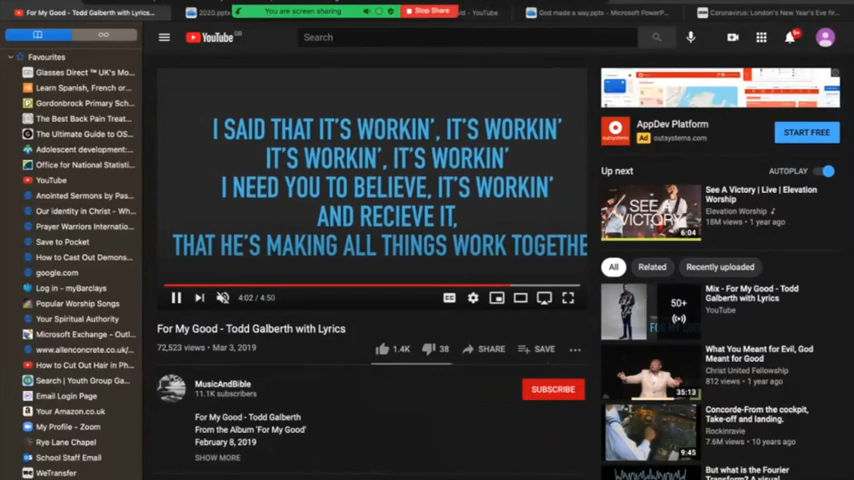 For My Good - Todd Galberth with Lyrics...
2020.pptx
You are screen sharing
Stop Share
- YouTube
God made a way.pptx - Microsoft PowerP...
Coronavirus: London's New Year's Eve fir...
Favourites
Glasses Direct ™ UK's Mo...
Learn Spanish, French or...
Gordonbrock Primary Sch...
The Best Back Pain Treat...
The Ultimate Guide to OS...
Adolescent development:...
Office for National Statisti...
YouTube
Anointed Sermons by Pas...
Our identity in Christ - Wh...
Prayer Warriors Internatio...
Save to Pocket
How to Cast Out Demons...
google.com
Log in - myBarclays
Popular Worship Songs
Your Spiritual Authority
Microsoft Exchange - Outl...
www.allenconcrete.co.uk/...
How to Cut Out Hair in Ph...
Search | Youth Group Ga...
Email Login Page
Your Amazon.co.uk
My Profile - Zoom
Rye Lane Chapel
School Staff Email
WeTransfer
YouTube GB
Search
9+
I SAID THAT IT'S WORKIN', IT'S WORKIN'
IT'S WORKIN', IT'S WORKIN'
I NEED YOU TO BELIEVE, IT'S WORKIN'
AND RECIEVE IT,
THAT HE'S MAKING ALL THINGS WORK TOGETHE
4:02 / 4:50
For My Good - Todd Galberth with Lyrics
72,523 views • Mar 3, 2019
1.4K
38
SHARE
SAVE
MusicAndBible
11.1K subscribers
SUBSCRIBE
For My Good - Todd Galberth
From the Album 'For My Good'
February 8, 2019
SHOW MORE
outsystems
AppDev Platform
Ad outsystems.com
START FREE
Up next
AUTOPLAY
SEE A VICTORY
6:04
See A Victory | Live | Elevation
Worship
Elevation Worship
18M views • 1 year ago
All
Related
Recently uploaded
50+
Mix - For My Good - Todd
Galberth with Lyrics
YouTube
35:13
What You Meant for Evil, God
Meant for Good
Christ United Fellowship
812 views • 1 year ago
9:45
Concorde-From the cockpit,
Take-off and landing.
Rockinravie
7.6M views • 10 years ago
But what is the Fourier
Transform? A visual